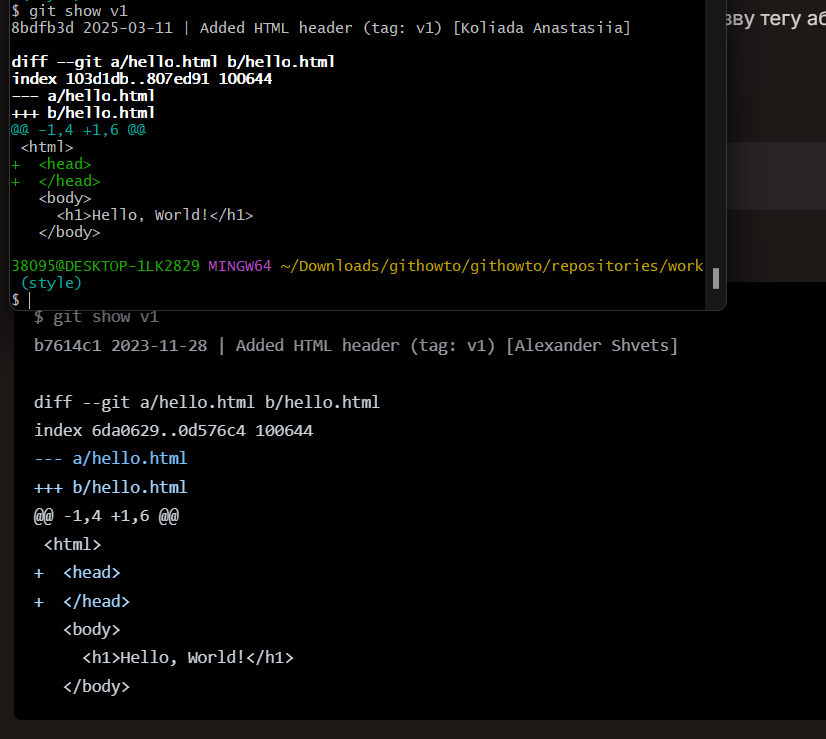 $ git show v1
8bdfb3d 2025-03-11 | Added HTML header (tag: v1) [Koliada Anastasiia]
diff --git a/hello.html b/hello.html
index 103d1db..807ed91 100644
--- a/hello.html
+++ b/hello.html
@@ -1,4 +1,6 @@
 <html>
+  <head>
+  </head>
   <body>
     <h1>Hello, World!</h1>
   </body>
38095@DESKTOP-1LK2829 MINGW64 ~/Downloads/githowto/githowto/repositories/work
 (style)
$
тегу
$ git show v1
b7614c1 2023-11-28 | Added HTML header (tag: v1) [Alexander Shvets]
diff --git a/hello.html b/hello.html
index 6da0629..0d576c4 100644
--- a/hello.html
+++ b/hello.html
@@ -1,4 +1,6 @@
 <html>
+  <head>
+  </head>
   <body>
     <h1>Hello, World!</h1>
   </body>